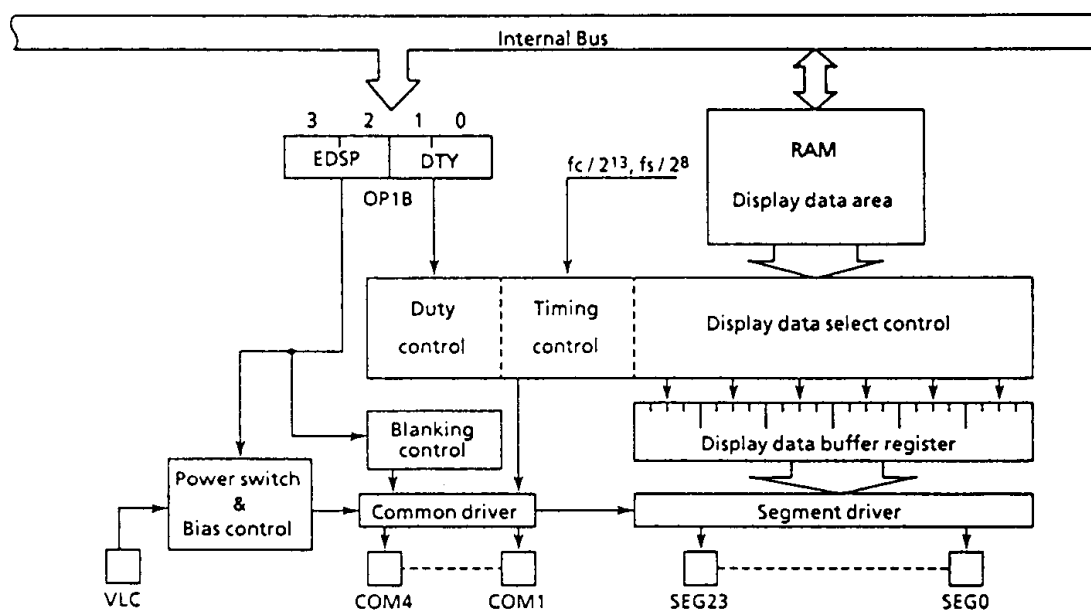 Internal Bus
3 2 1 0
EDSP DTY
OP1B
fc / 2¹³, fs / 2⁸
RAM
Display data area
Duty
control
Timing
control
Display data select control
Blanking
control
Display data buffer register
Power switch
&
Bias control
Common driver
Segment driver
VLC
COM4
COM1
SEG23
SEG0